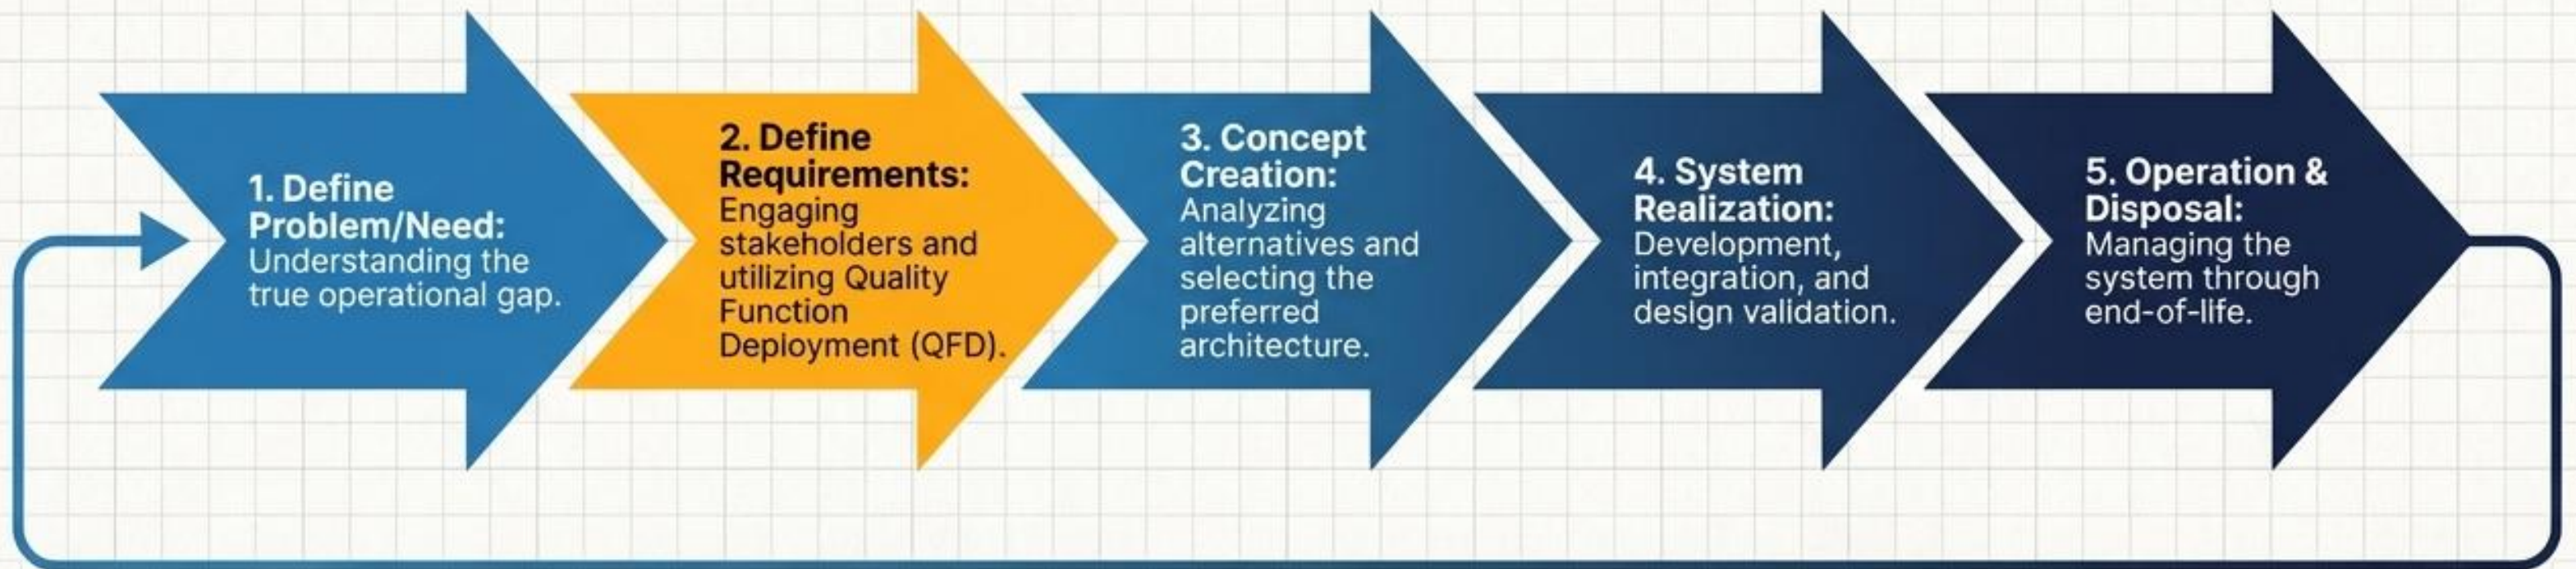 1. Define
Problem/Need:
Understanding the
true operational gap.
2. Define
Requirements:
Engaging
stakeholders and
utilizing Quality
Function
Deployment (QFD).
3. Concept
Creation:
Analyzing
alternatives and
selecting the
preferred
architecture.
4. System
Realization:
Development,
integration, and
design validation.
5. Operation &
Disposal:
Managing the
system through
end-of-life.